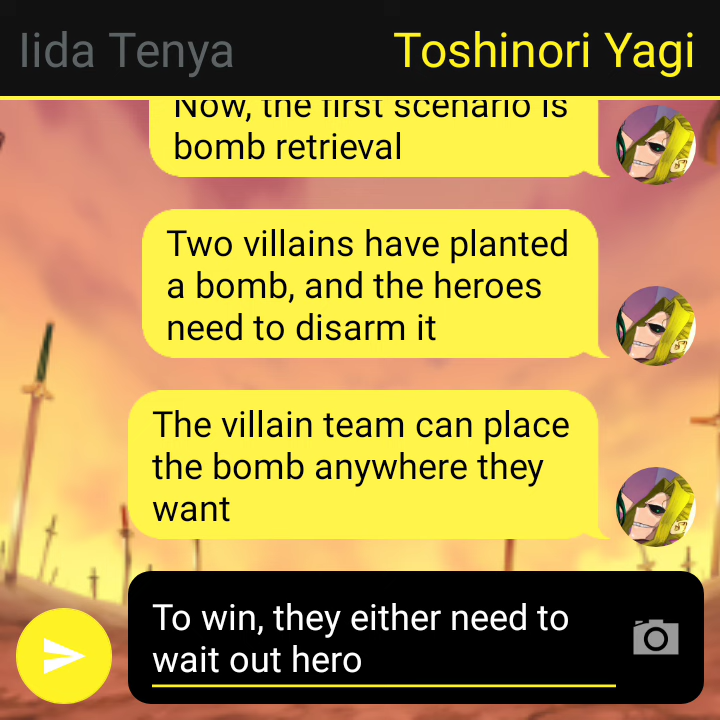 Iida Tenya
Toshinori Yagi
Now, the first scenario is
bomb retrieval
Two villains have planted
a bomb, and the heroes
need to disarm it
The villain team can place
the bomb anywhere they
want
To win, they either need to
wait out hero